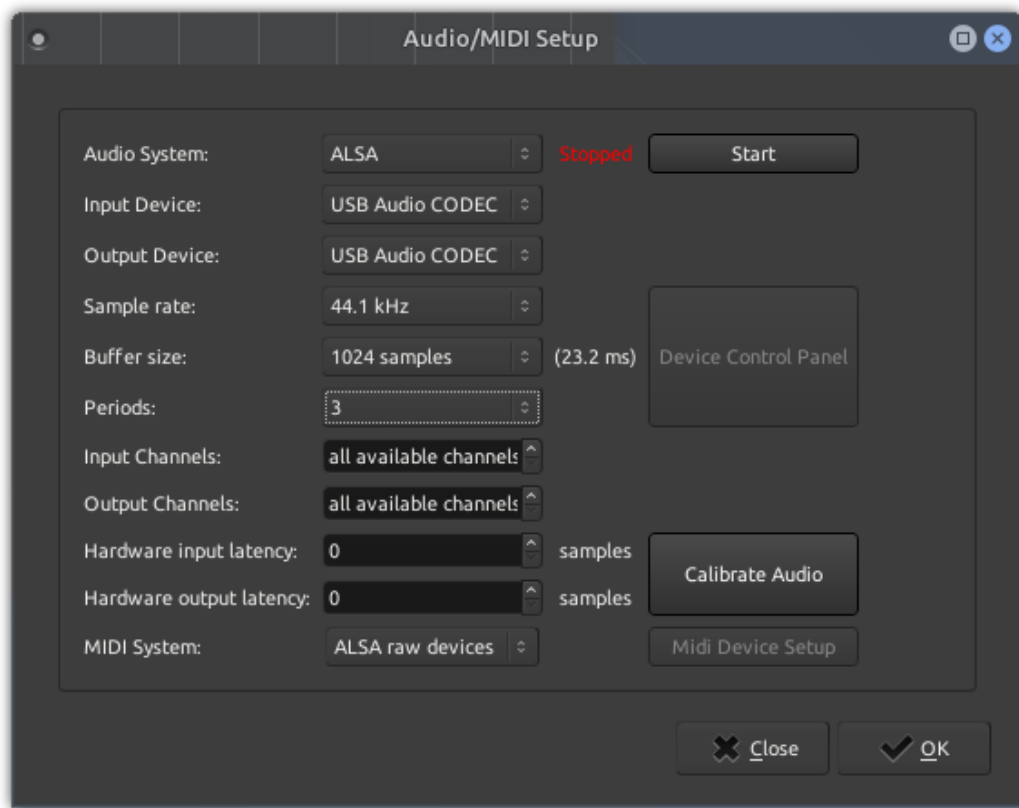 Audio/MIDI Setup
Audio System: ALSA Stopped Start
Input Device: USB Audio CODEC
Output Device: USB Audio CODEC
Sample rate: 44.1 kHz
Buffer size: 1024 samples (23.2 ms) Device Control Panel
Periods: 3
Input Channels: all available channels
Output Channels: all available channels
Hardware input latency: 0 samples
Calibrate Audio
Hardware output latency: 0 samples
MIDI System: ALSA raw devices Midi Device Setup
Close OK